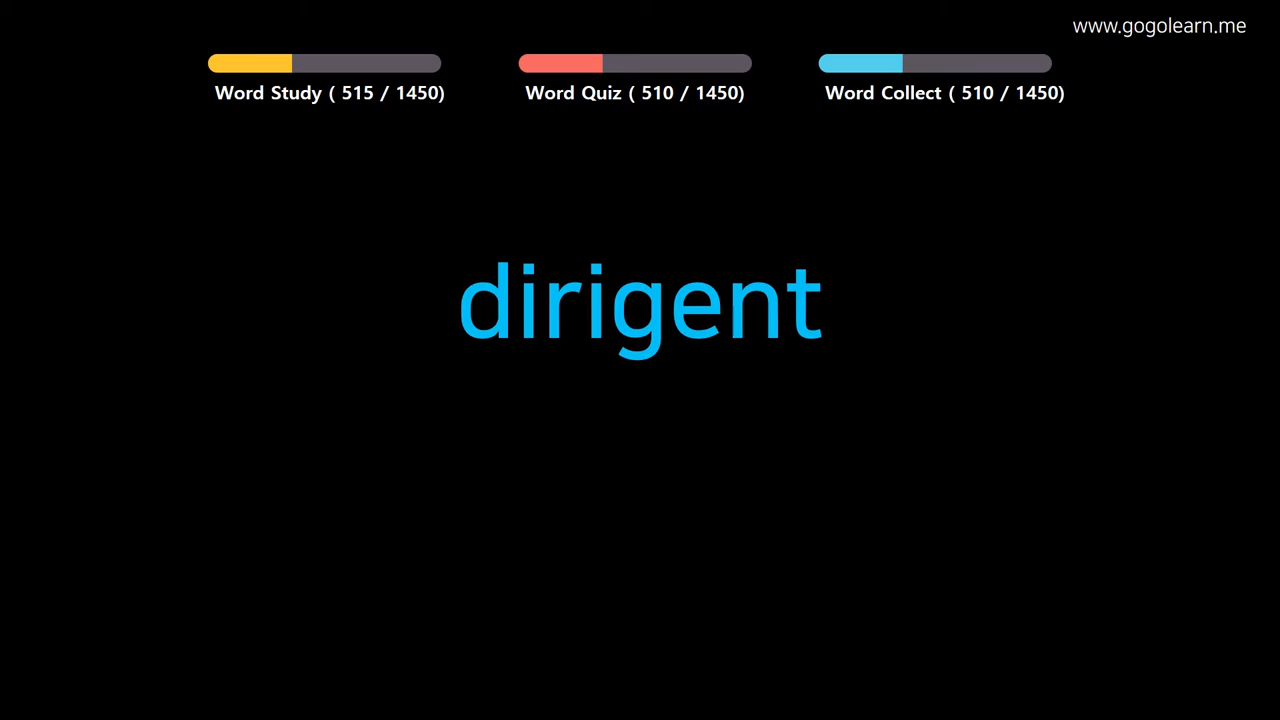 www.gogolearn.me
Word Study ( 515 / 1450)
Word Quiz ( 510 / 1450)
Word Collect ( 510 / 1450)
dirigent